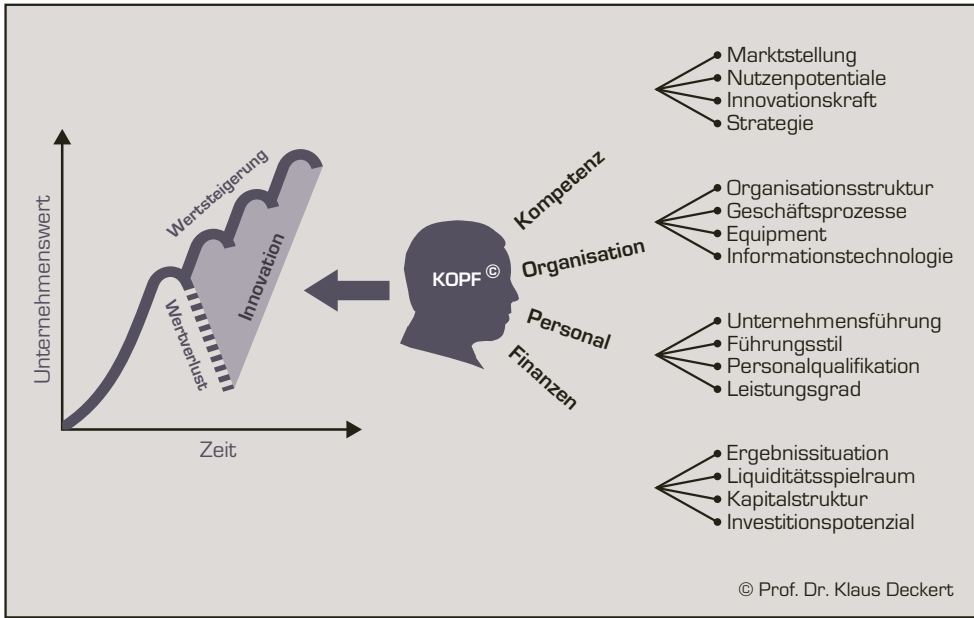 Unternehmenswert
Zeit
Wertsteigerung
Wertverlust
Innovation
KOPF ©
Kompetenz
Organisation
Personal
Finanzen
Marktstellung
Nutzenpotentiale
Innovationskraft
Strategie
Organisationsstruktur
Geschäftsprozesse
Equipment
Informationstechnologie
Unternehmensführung
Führungsstil
Personalqualifikation
Leistungsgrad
Ergebnissituation
Liquiditätsspielraum
Kapitalstruktur
Investitionspotenzial
© Prof. Dr. Klaus Deckert